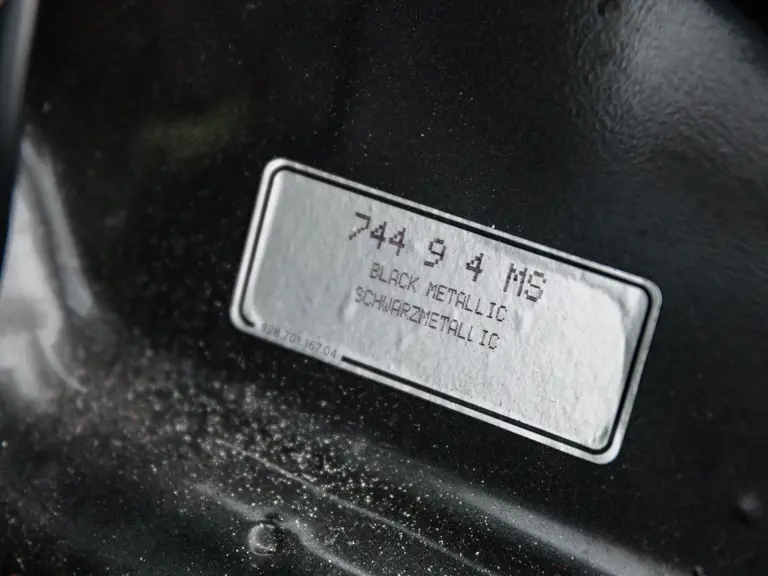 744 9 4 MS
BLACK METALLIC
SCHWARZMETALLIC
928.701.167.04